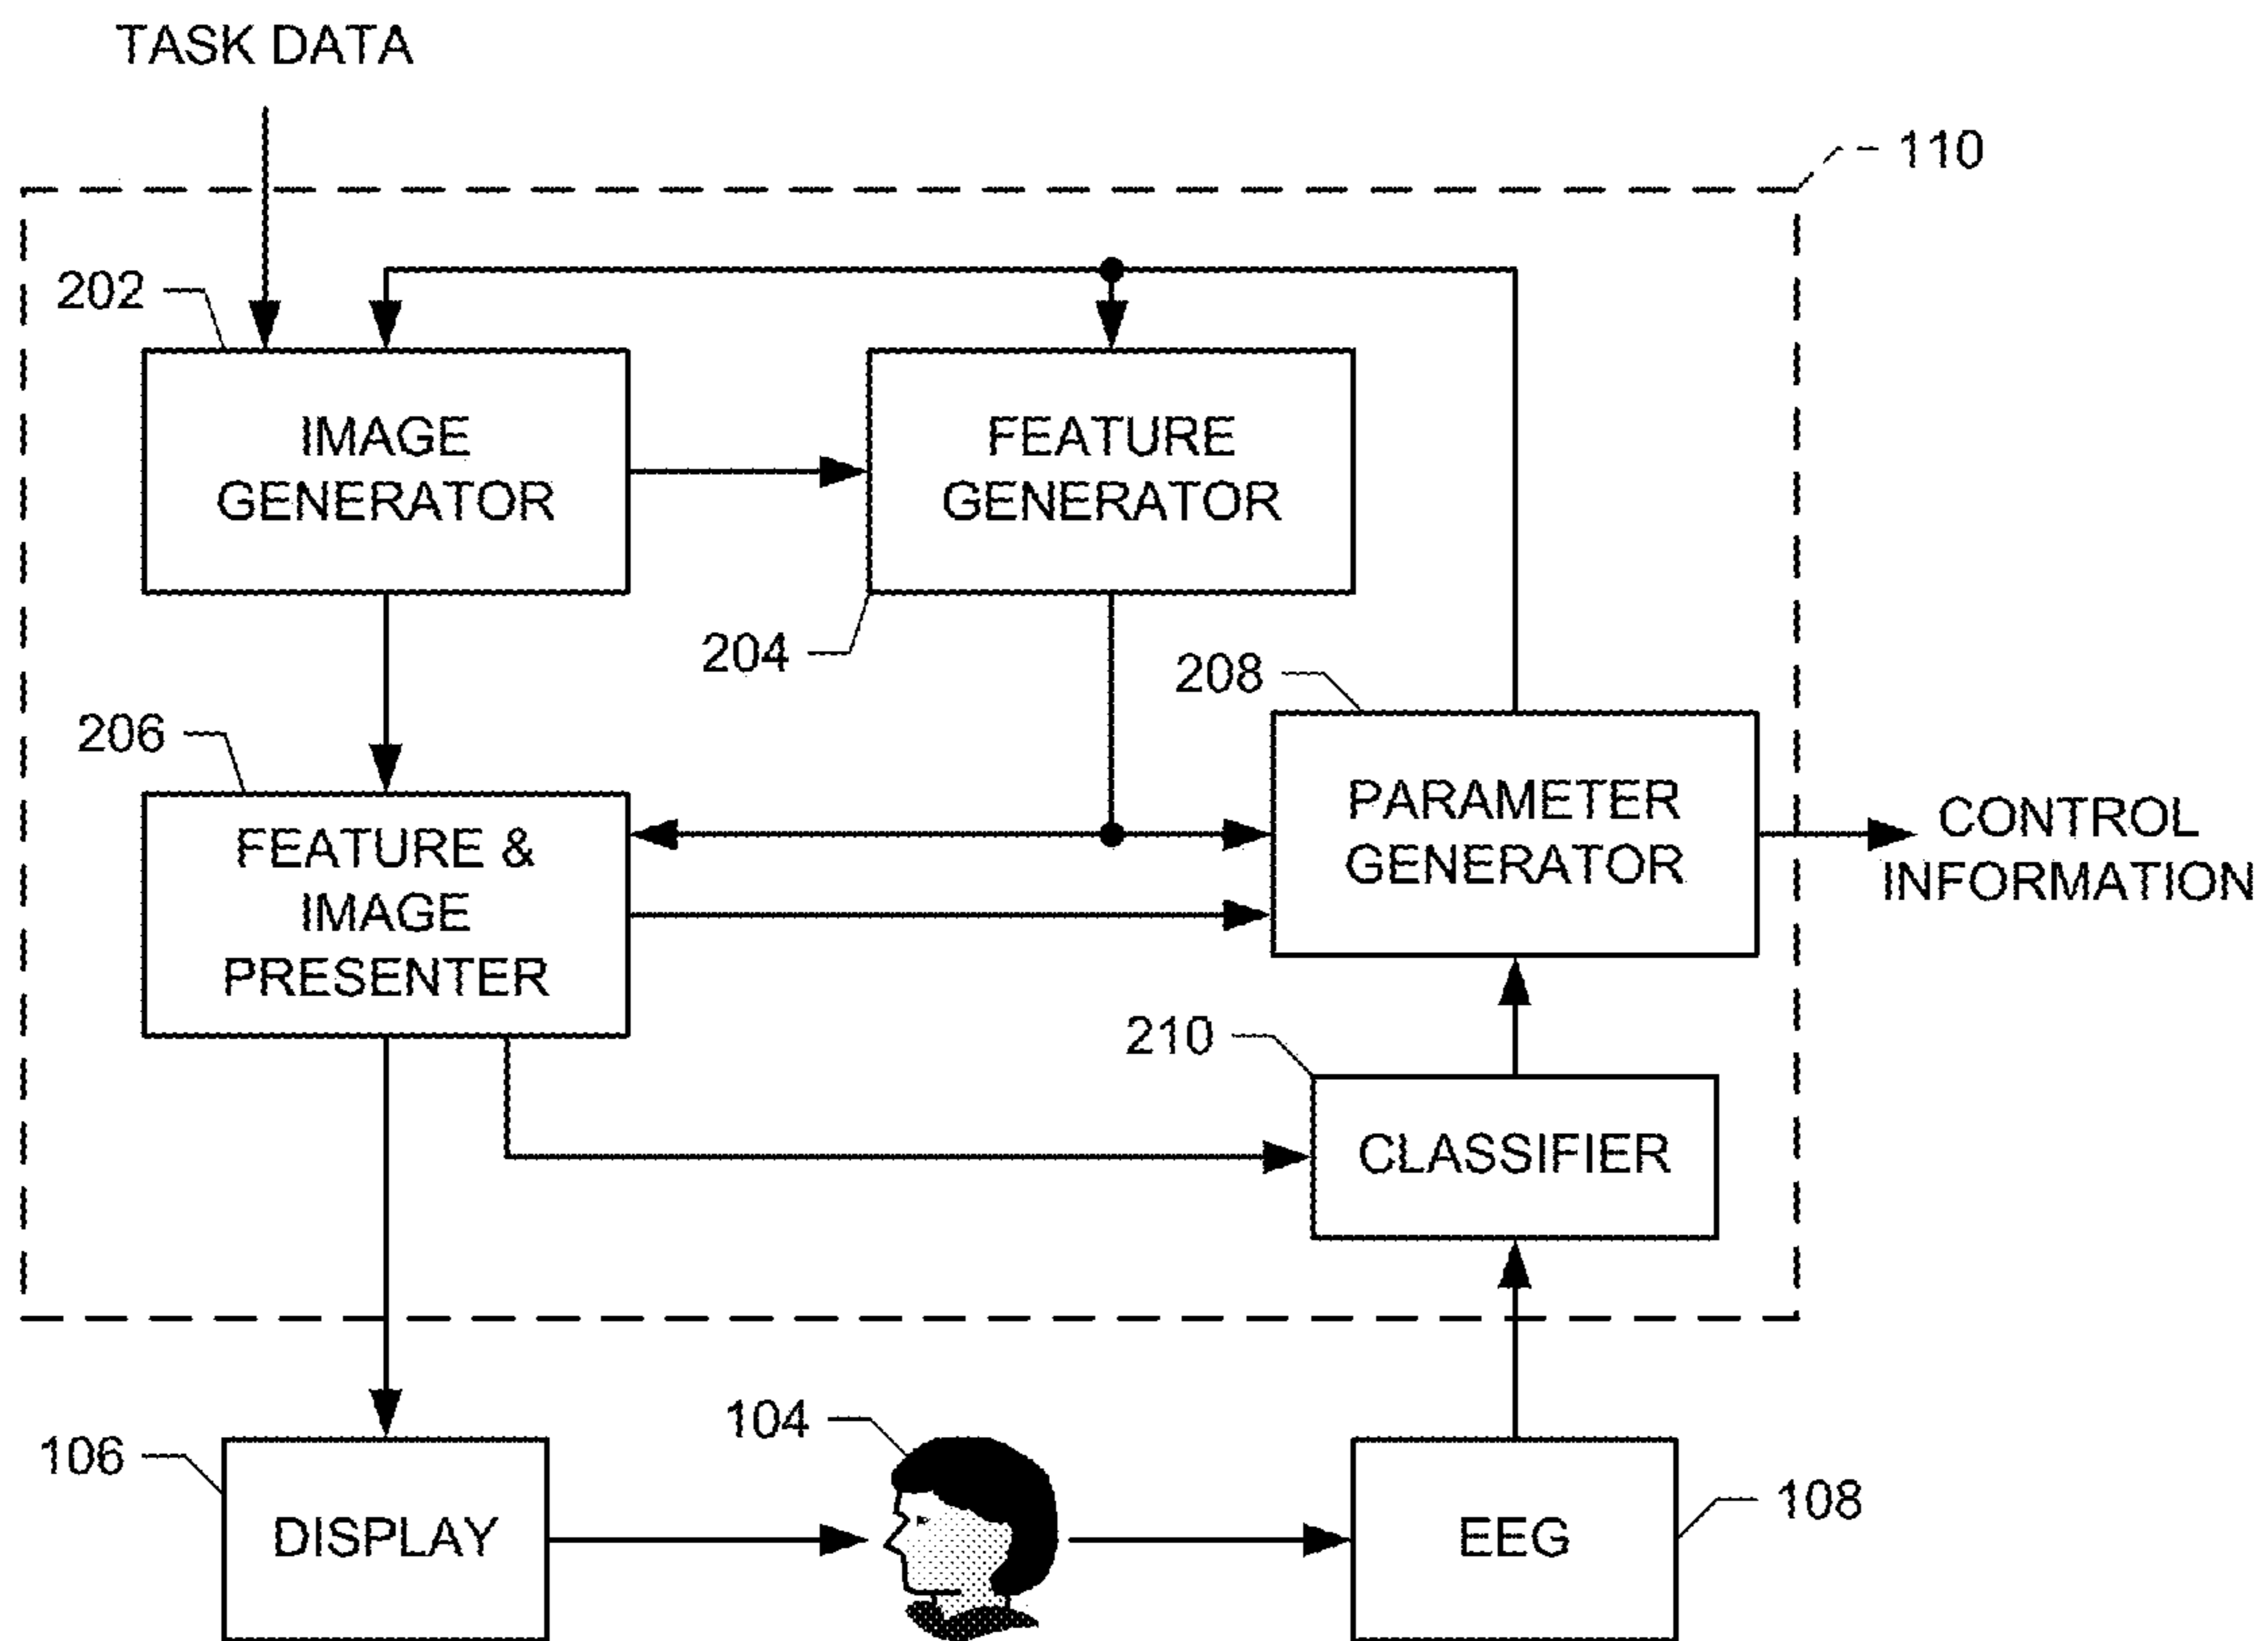 TASK DATA
110
202
IMAGE
GENERATOR
FEATURE
GENERATOR
204
208
206
FEATURE &
IMAGE
PRESENTER
PARAMETER
GENERATOR
CONTROL
INFORMATION
210
CLASSIFIER
104
106
DISPLAY
EEG
108